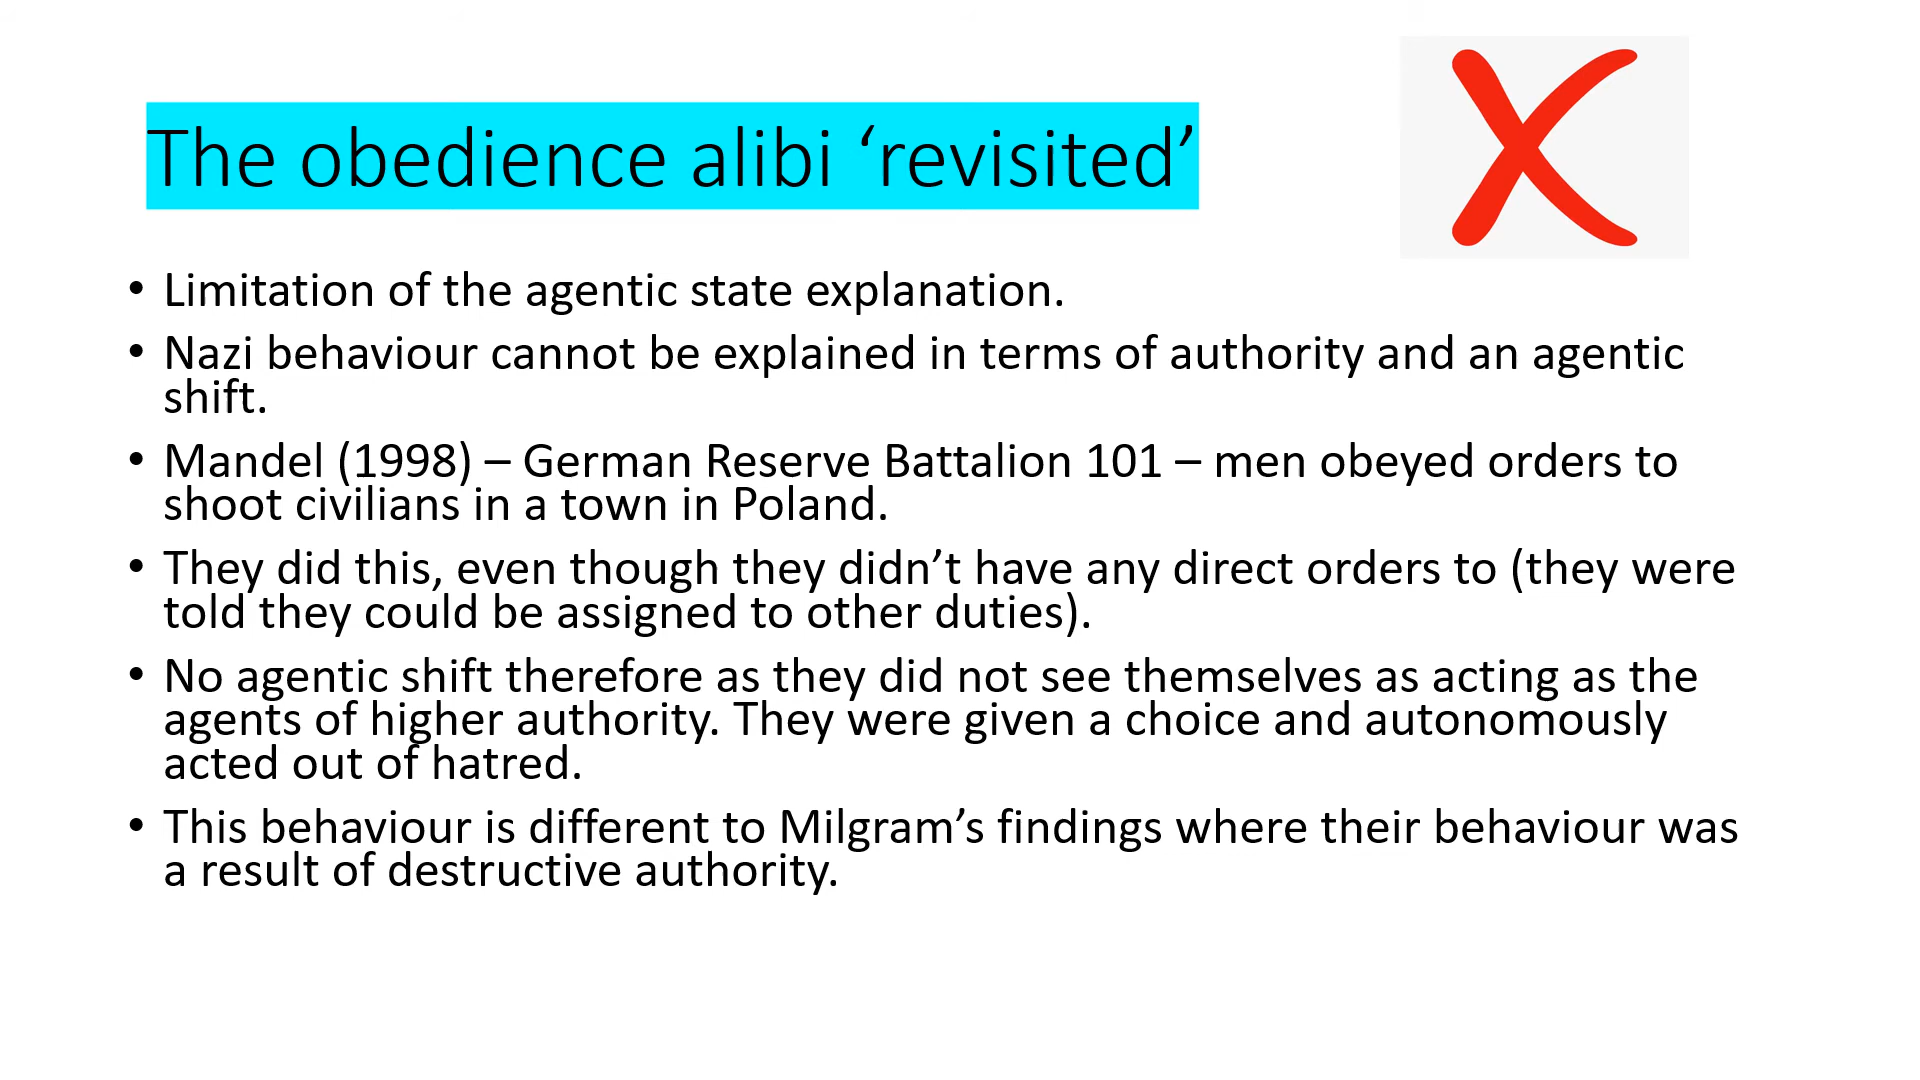 The obedience alibi ‘revisited’
• Limitation of the agentic state explanation.
• Nazi behaviour cannot be explained in terms of authority and an agentic
shift.
• Mandel (1998) – German Reserve Battalion 101 – men obeyed orders to
shoot civilians in a town in Poland.
• They did this, even though they didn’t have any direct orders to (they were
told they could be assigned to other duties).
• No agentic shift therefore as they did not see themselves as acting as the
agents of higher authority. They were given a choice and autonomously
acted out of hatred.
• This behaviour is different to Milgram’s findings where their behaviour was
a result of destructive authority.